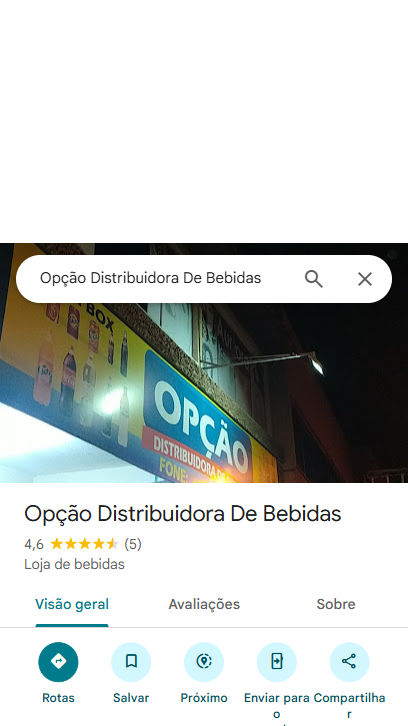 Opção Distribuidora De Bebidas
BOX
OPÇÃO
DISTRIBUIDORA
FONE:
Opção Distribuidora De Bebidas
4,6 (5)
Loja de bebidas
Visão geral Avaliações Sobre
Rotas Salvar Próximo Enviar para o Compartilhar